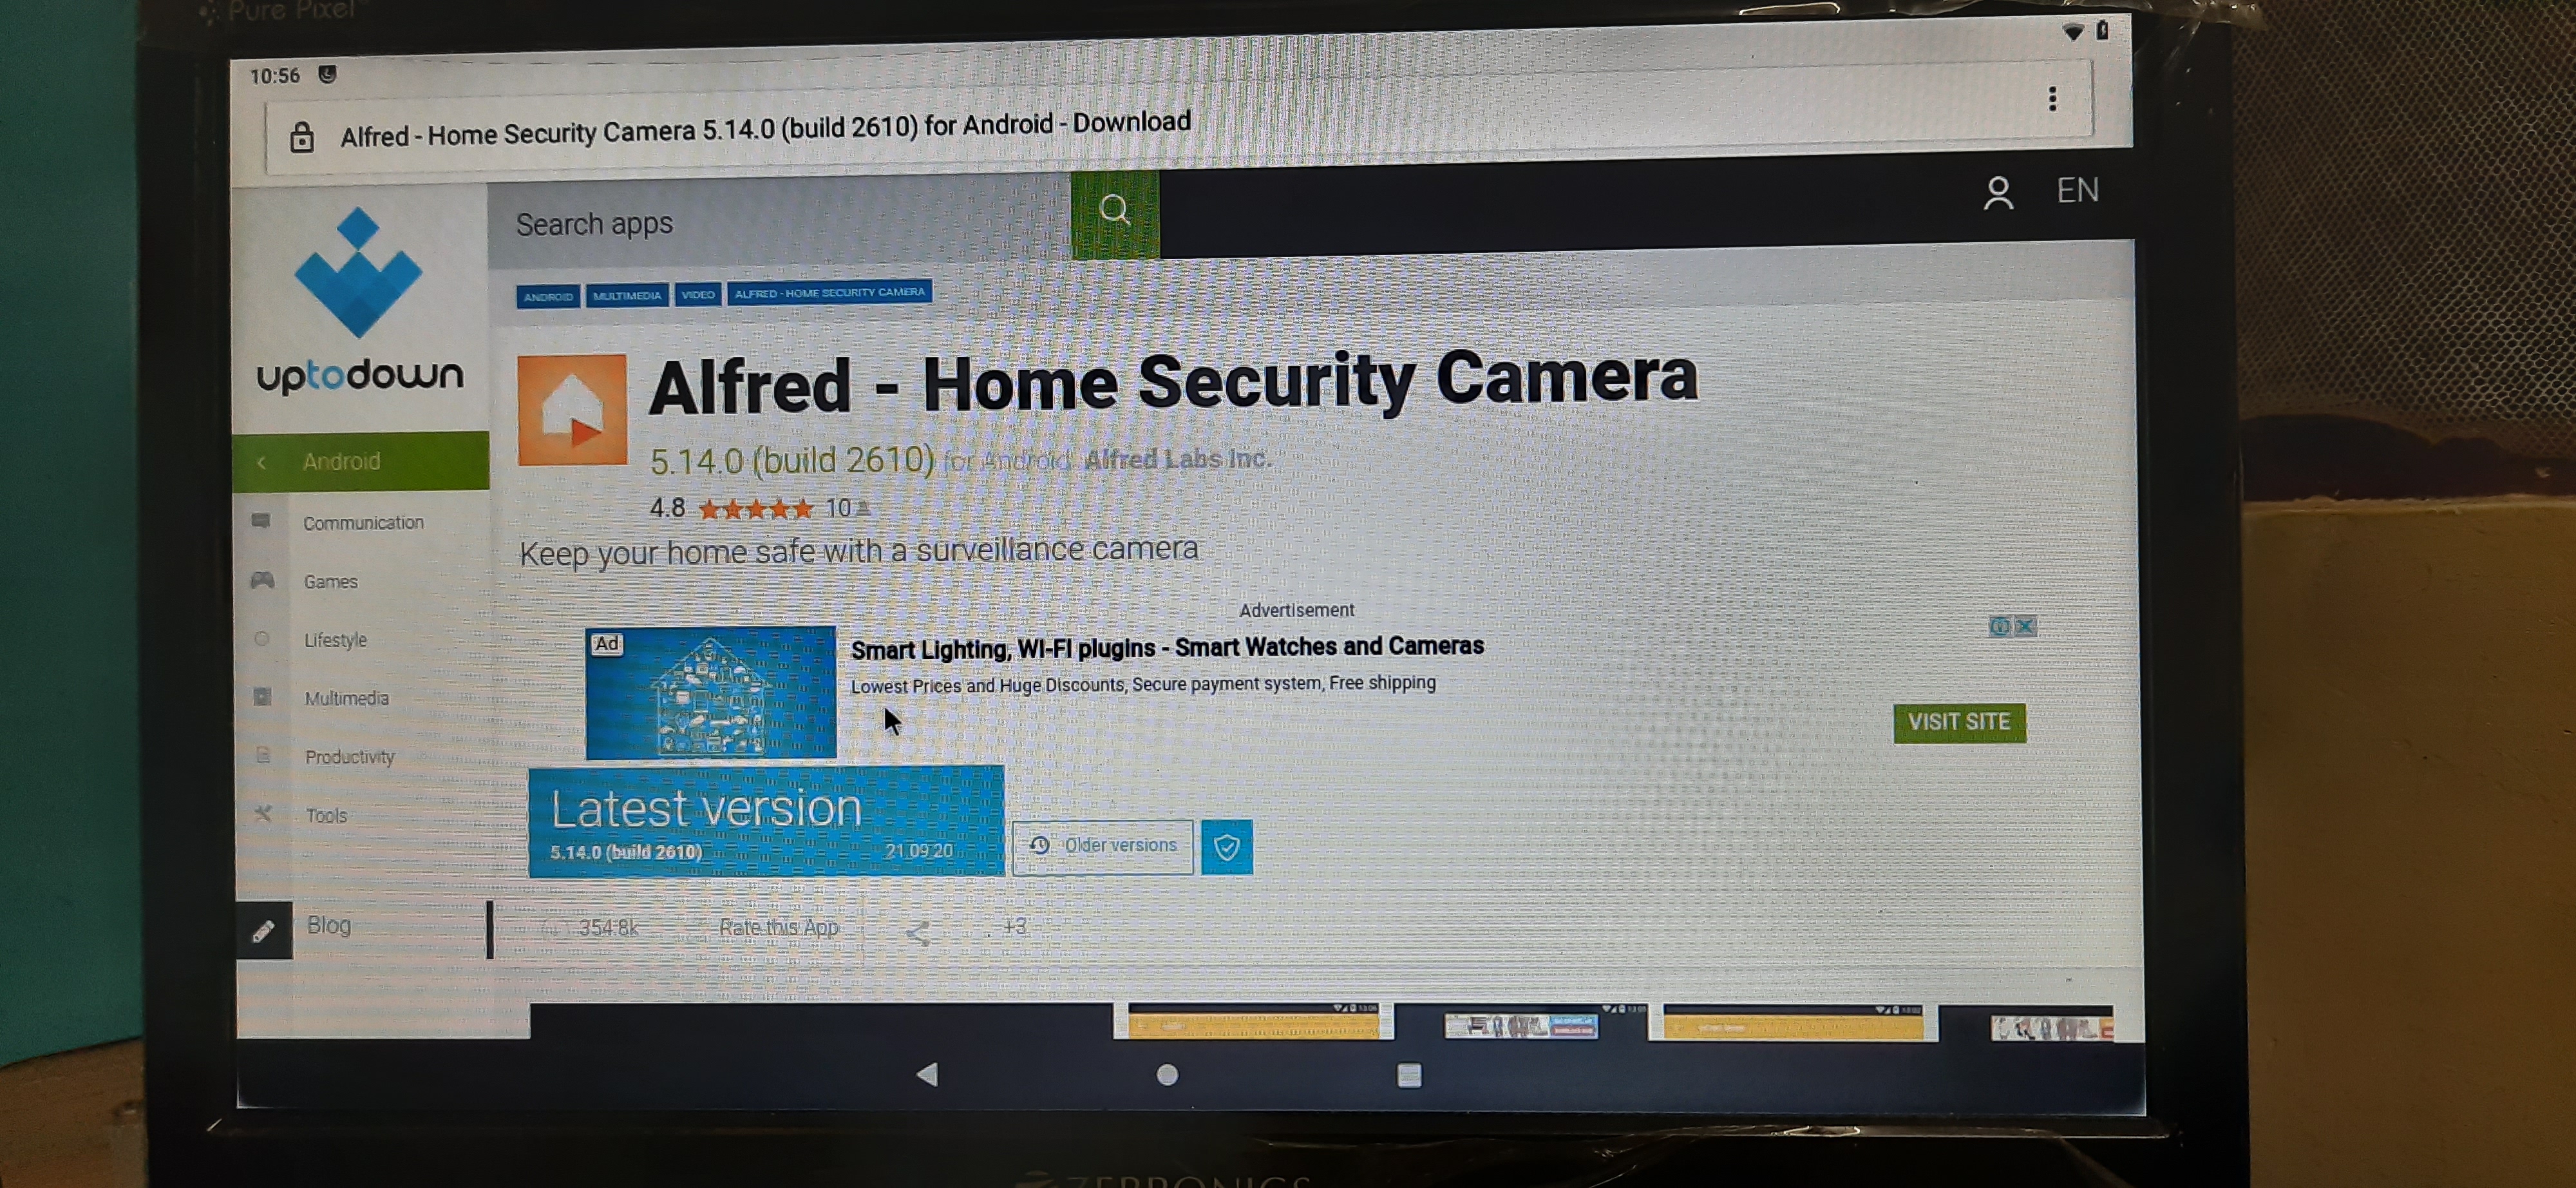 Pure Pixel
10:56
Alfred - Home Security Camera 5.14.0 (build 2610) for Android - Download
Search apps
EN
uptodown
ANDROID MULTIMEDIA VIDEO ALFRED - HOME SECURITY CAMERA
Alfred - Home Security Camera
5.14.0 (build 2610) for Android Alfred Labs Inc.
4.8 10
Keep your home safe with a surveillance camera
Android
Communication
Games
Lifestyle
Multimedia
Productivity
Tools
Blog
Advertisement
Ad
Smart Lighting, WI-FI plugins - Smart Watches and Cameras
Lowest Prices and Huge Discounts, Secure payment system, Free shipping
VISIT SITE
Latest version
5.14.0 (build 2610) 21.09.20
Older versions
354.8k Rate this App +3
ZEBRONICS